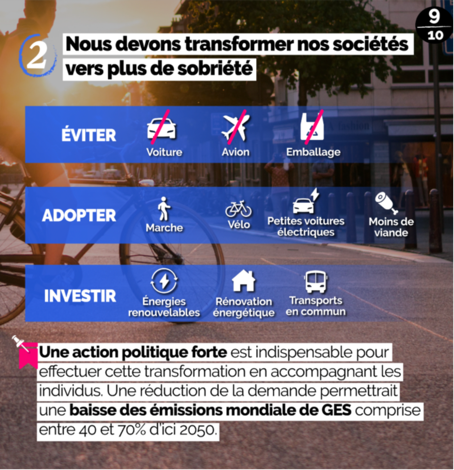 9
10
2
Nous devons transformer nos sociétés
vers plus de sobriété
ÉVITER
Voiture
Avion
Emballage
ADOPTER
Marche
Vélo
Petites voitures
électriques
Moins de
viande
INVESTIR
Énergies
renouvelables
Rénovation
énergétique
Transports
en commun
Une action politique forte est indispensable pour
effectuer cette transformation en accompagnant les
individus. Une réduction de la demande permettrait
une baisse des émissions mondiale de GES comprise
entre 40 et 70% d'ici 2050.